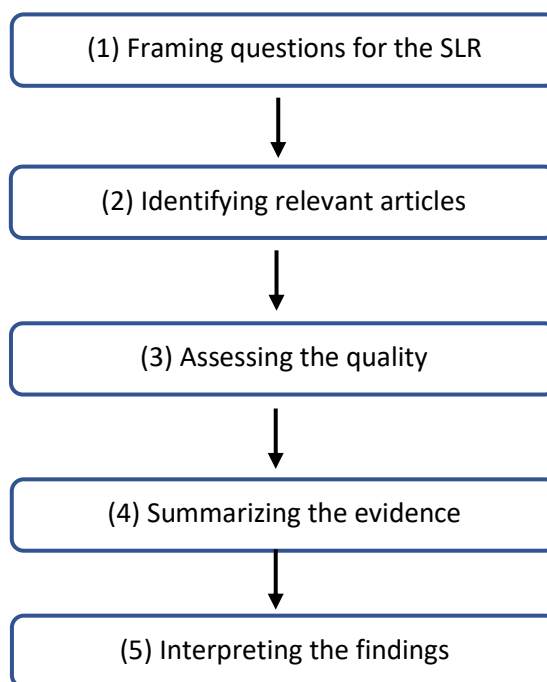 (1) Framing questions for the SLR
(2) Identifying relevant articles
(3) Assessing the quality
(4) Summarizing the evidence
(5) Interpreting the findings